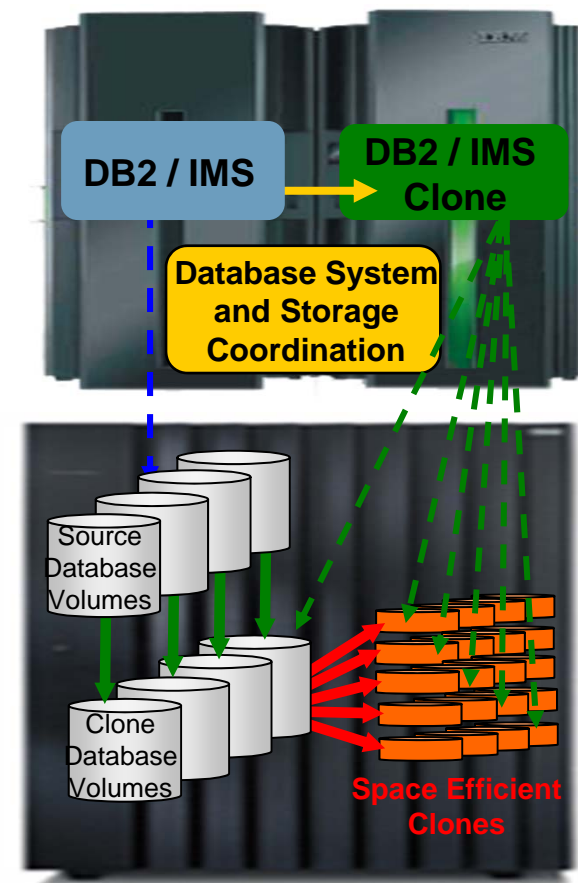 DB2 / IMS
DB2 / IMS
Clone
Database System
and Storage
Coordination
Source
Database
Volumes
Clone
Database
Volumes
Space Efficient
Clones